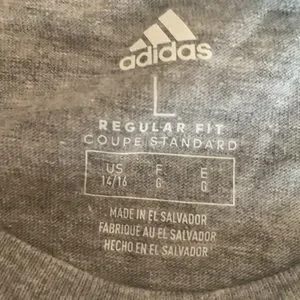 adidas
L
REGULAR FIT
COUPE STANDARD
US F E
14/16 G G
MADE IN EL SALVADOR
FABRIQUÉ AU EL SALVADOR
HECHO EN EL SALVADOR